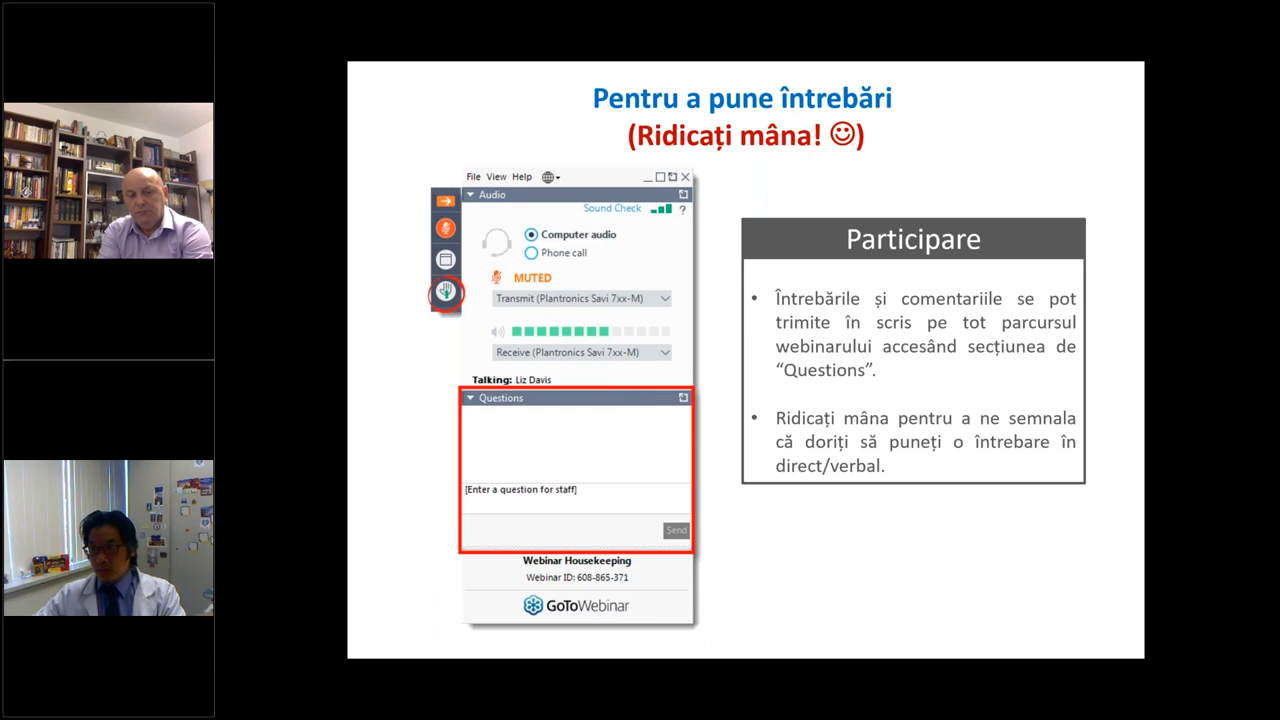 Pentru a pune întrebări
(Ridicați mâna! ☺)
File View Help
Audio
Sound Check
?
Computer audio
Phone call
MUTED
Transmit (Plantronics Savi 7xx-M)
Receive (Plantronics Savi 7xx-M)
Talking: Liz Davis
Questions
[Enter a question for staff]
Send
Webinar Housekeeping
Webinar ID: 608-865-371
GoToWebinar
Participare
• Întrebările și comentariile se pot
trimite în scris pe tot parcursul
webinarului accesând secțiunea de
“Questions”.
• Ridicați mâna pentru a ne semnala
că doriți să puneți o întrebare în
direct/verbal.